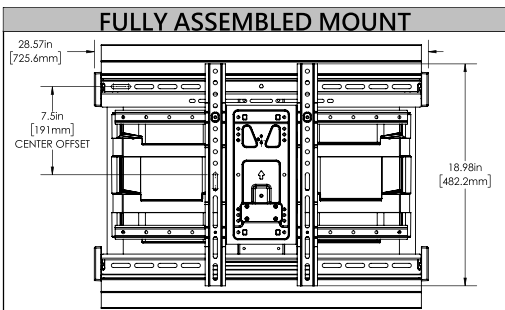 FULLY ASSEMBLED MOUNT
28.57in
[725.6mm]
7.5in
[191mm]
CENTER OFFSET
18.98in
[482.2mm]